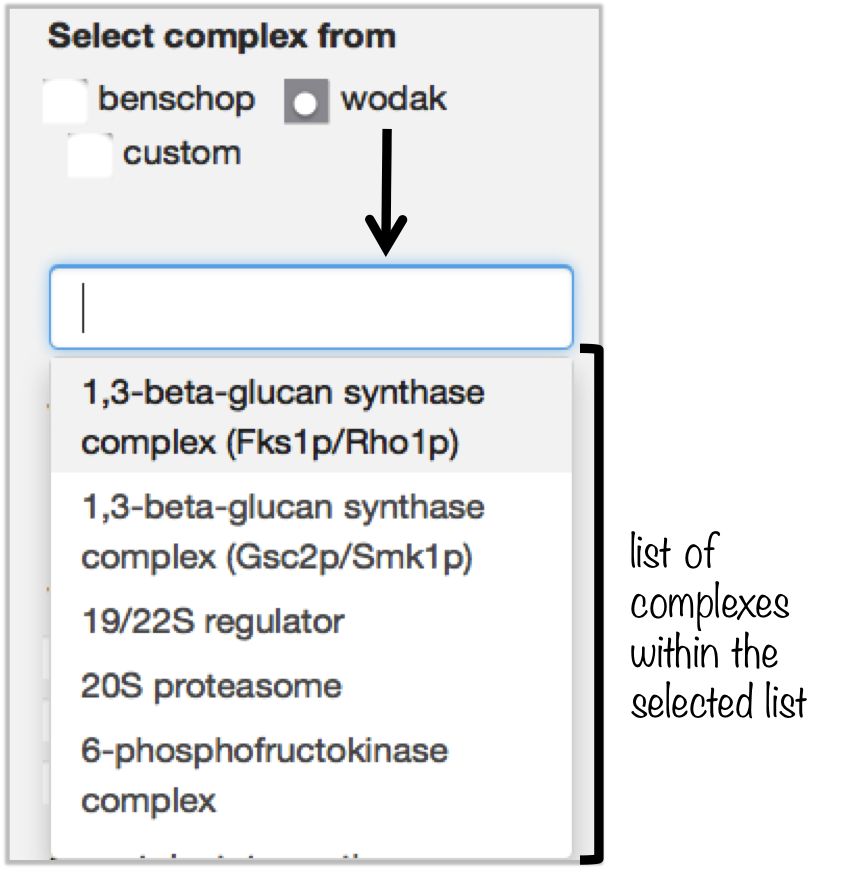 Select complex from
benschop wodak
custom
1,3-beta-glucan synthase
complex (Fks1p/Rho1p)
1,3-beta-glucan synthase
complex (Gsc2p/Smk1p)
19/22S regulator
20S proteasome
6-phosphofructokinase
complex
list of
complexes
within the
selected list